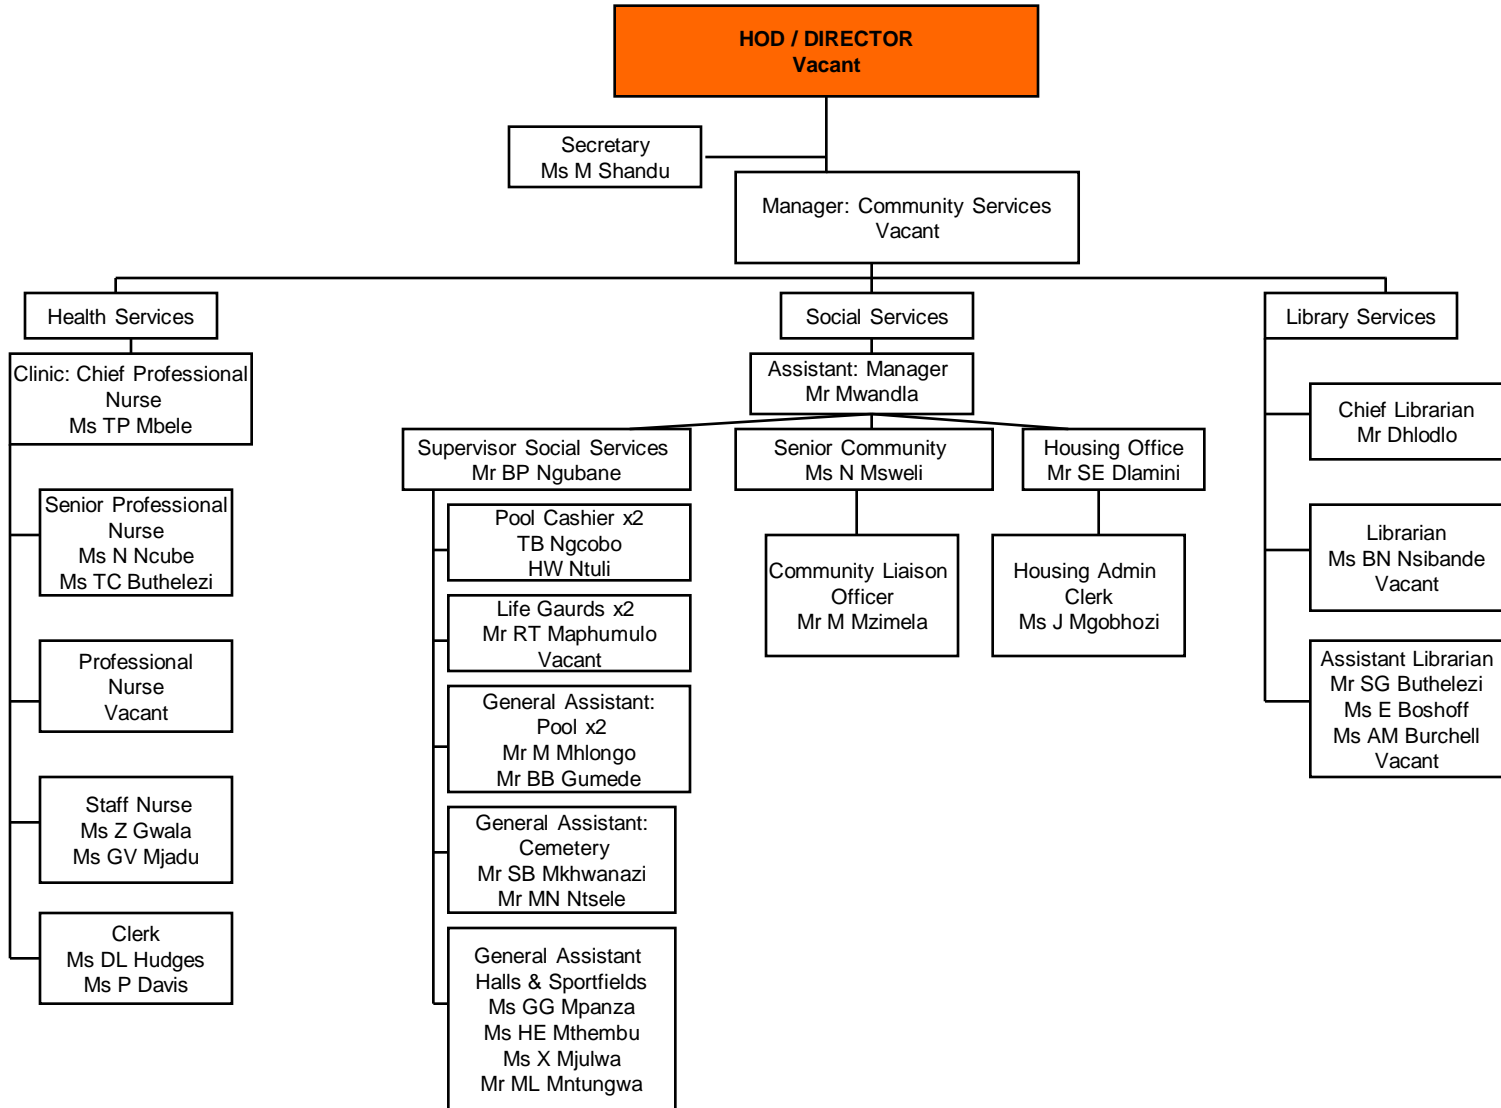 HOD / DIRECTOR
Vacant
Secretary
Ms M Shandu
Manager: Community Services
Vacant
Health Services
Clinic: Chief Professional
Nurse
Ms TP Mbele
Senior Professional
Nurse
Ms N Ncube
Ms TC Buthelezi
Professional
Nurse
Vacant
Staff Nurse
Ms Z Gwala
Ms GV Mjadu
Clerk
Ms DL Hudges
Ms P Davis
Social Services
Assistant: Manager
Mr Mwandla
Supervisor Social Services
Mr BP Ngubane
Pool Cashier x2
TB Ngcobo
HW Ntuli
Life Gaurds x2
Mr RT Maphumulo
Vacant
General Assistant:
Pool x2
Mr M Mhlongo
Mr BB Gumede
General Assistant:
Cemetery
Mr SB Mkhwanazi
Mr MN Ntsele
General Assistant
Halls & Sportfields
Ms GG Mpanza
Ms HE Mthembu
Ms X Mjulwa
Mr ML Mntungwa
Senior Community
Ms N Msweli
Community Liaison
Officer
Mr M Mzimela
Housing Office
Mr SE Dlamini
Housing Admin
Clerk
Ms J Mgobhozi
Library Services
Chief Librarian
Mr Dhlodlo
Librarian
Ms BN Nsibande
Vacant
Assistant Librarian
Mr SG Buthelezi
Ms E Boshoff
Ms AM Burchell
Vacant